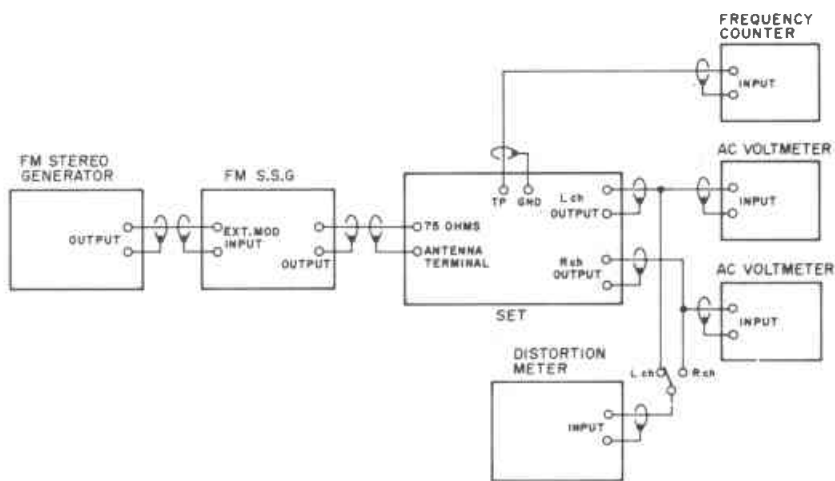 FREQUENCY
COUNTER
INPUT
FM STEREO
GENERATOR
OUTPUT
FM S.S.G
EXT.MOD
INPUT
OUTPUT
75 OHMS
ANTENNA
TERMINAL
TP GND
L.ch
OUTPUT
R.ch
OUTPUT
SET
AC VOLTMETER
INPUT
AC VOLTMETER
INPUT
DISTORTION
METER
INPUT
L.ch R.ch